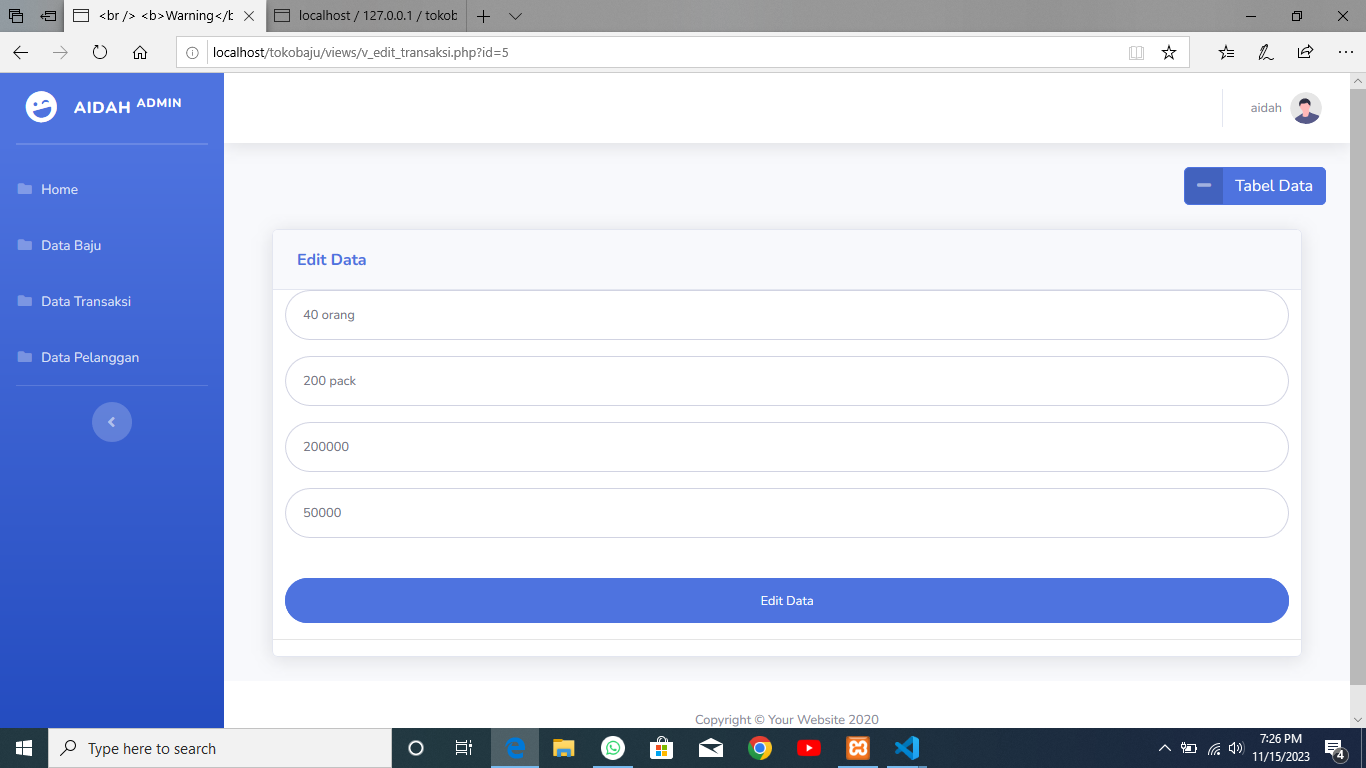 <br /> <b>Warning</b
localhost / 127.0.0.1 / tokob
localhost/tokobaju/views/v_edit_transaksi.php?id=5
AIDAH ADMIN
aidah
Home
Data Baju
Data Transaksi
Data Pelanggan
Tabel Data
Edit Data
40 orang
200 pack
200000
50000
Edit Data
Copyright © Your Website 2020
Type here to search
7:26 PM
11/15/2023
4